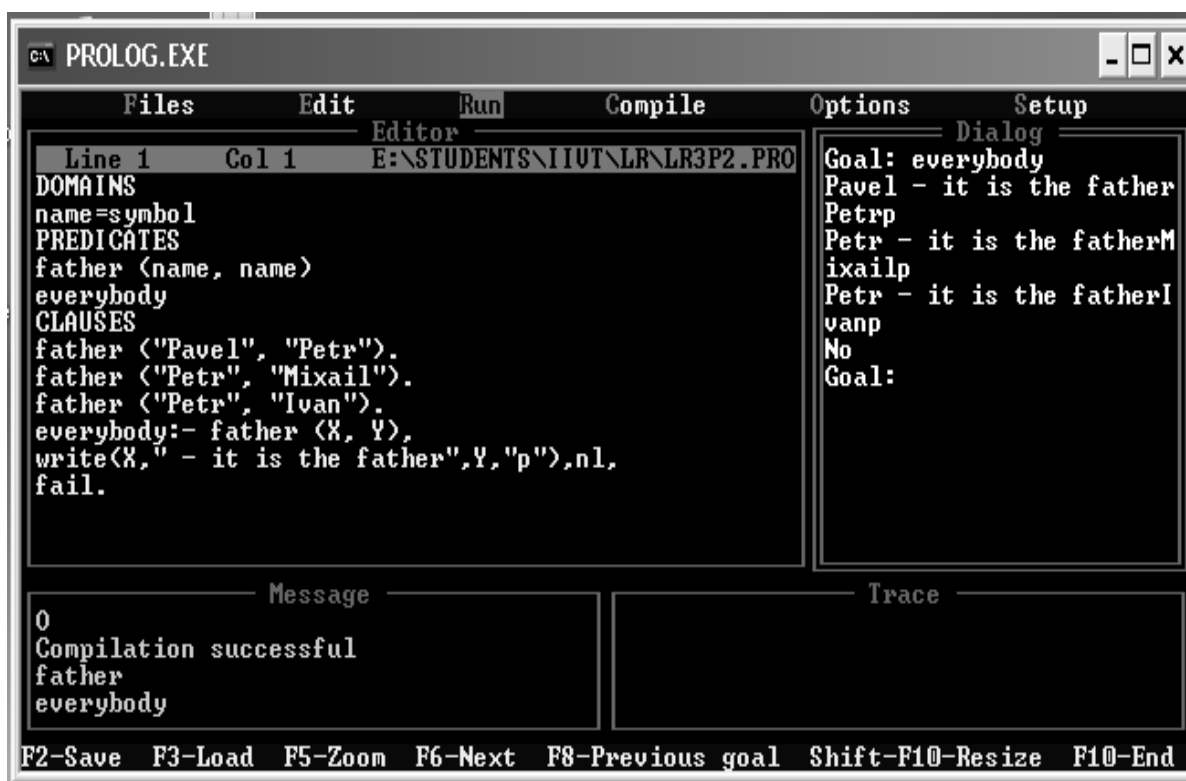 PROLOG.EXE
Files Edit Run Compile Options Setup
Editor
Line 1 Col 1 E:\STUDENTS\IIVT\LR\LR3P2.PRO
DOMAINS
name=symbol
PREDICATES
father (name, name)
everybody
CLAUSES
father ("Pavel", "Petr").
father ("Petr", "Mixail").
father ("Petr", "Ivan").
everybody:- father (X, Y),
write(X," - it is the father",Y,"p"),nl,
fail.
Dialog
Goal: everybody
Pavel - it is the father
Petrp
Petr - it is the fatherM
ixailp
Petr - it is the fatherI
vanp
No
Goal:
Message
0
Compilation successful
father
everybody
Trace
F2-Save F3-Load F5-Zoom F6-Next F8-Previous goal Shift-F10-Resize F10-End